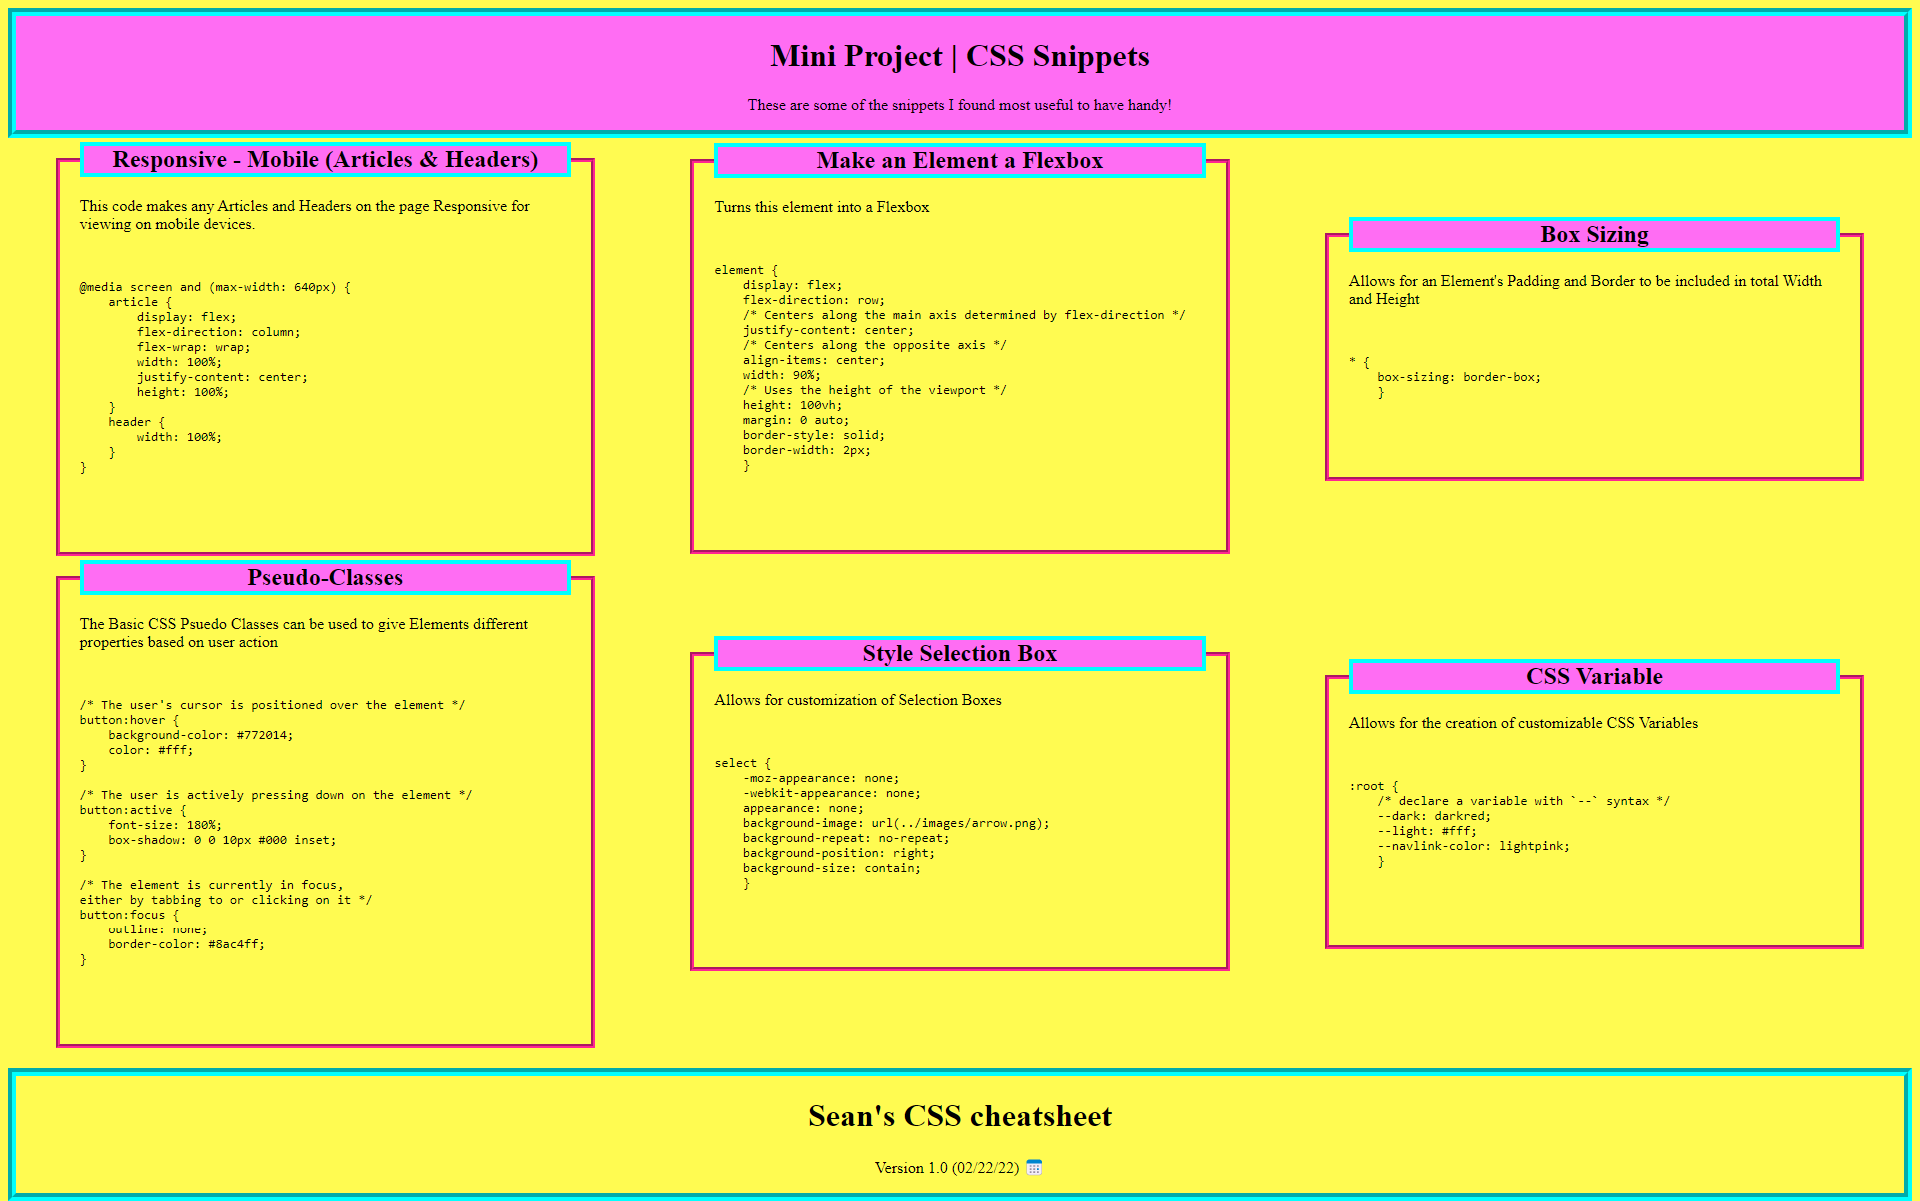 Mini Project | CSS Snippets
These are some of the snippets I found most useful to have handy!
Responsive - Mobile (Articles & Headers)
This code makes any Articles and Headers on the page Responsive for
viewing on mobile devices.
@media screen and (max-width: 640px) {
    article {
        display: flex;
        flex-direction: column;
        flex-wrap: wrap;
        width: 100%;
        justify-content: center;
        height: 100%;
    }
    header {
        width: 100%;
    }
}
Make an Element a Flexbox
Turns this element into a Flexbox
element {
    display: flex;
    flex-direction: row;
    /* Centers along the main axis determined by flex-direction */
    justify-content: center;
    /* Centers along the opposite axis */
    align-items: center;
    width: 90%;
    /* Uses the height of the viewport */
    height: 100vh;
    margin: 0 auto;
    border-style: solid;
    border-width: 2px;
    }
Box Sizing
Allows for an Element's Padding and Border to be included in total Width
and Height
* {
    box-sizing: border-box;
    }
Pseudo-Classes
The Basic CSS Psuedo Classes can be used to give Elements different
properties based on user action
/* The user's cursor is positioned over the element */
button:hover {
    background-color: #772014;
    color: #fff;
}
/* The user is actively pressing down on the element */
button:active {
    font-size: 180%;
    box-shadow: 0 0 10px #000 inset;
}
/* The element is currently in focus,
either by tabbing to or clicking on it */
button:focus {
    outline: none;
    border-color: #8ac4ff;
}
Style Selection Box
Allows for customization of Selection Boxes
select {
    -moz-appearance: none;
    -webkit-appearance: none;
    appearance: none;
    background-image: url(../images/arrow.png);
    background-repeat: no-repeat;
    background-position: right;
    background-size: contain;
    }
CSS Variable
Allows for the creation of customizable CSS Variables
:root {
    /* declare a variable with `--` syntax */
    --dark: darkred;
    --light: #fff;
    --navlink-color: lightpink;
    }
Sean's CSS cheatsheet
Version 1.0 (02/22/22)